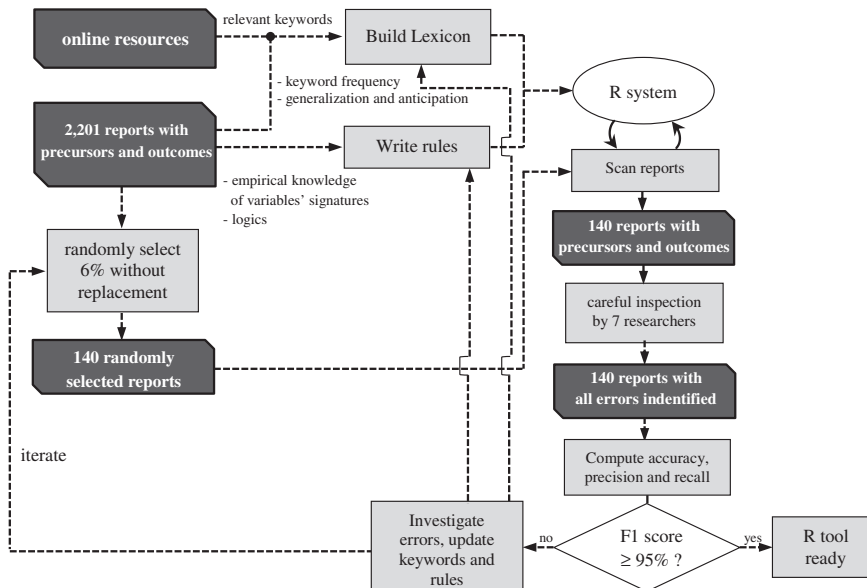 online resources
relevant keywords
Build Lexicon
- keyword frequency
- generalization and anticipation
R system
2,201 reports with
precursors and outcomes
Write rules
Scan reports
- empirical knowledge
of variables' signatures
- logics
140 reports with
precursors and outcomes
randomly select
6% without
replacement
careful inspection
by 7 researchers
140 randomly
selected reports
140 reports with
all errors indentified
iterate
Compute accuracy,
precision and recall
Investigate
errors, update
keywords and
rules
no
F1 score
≥ 95% ?
yes
R tool
ready